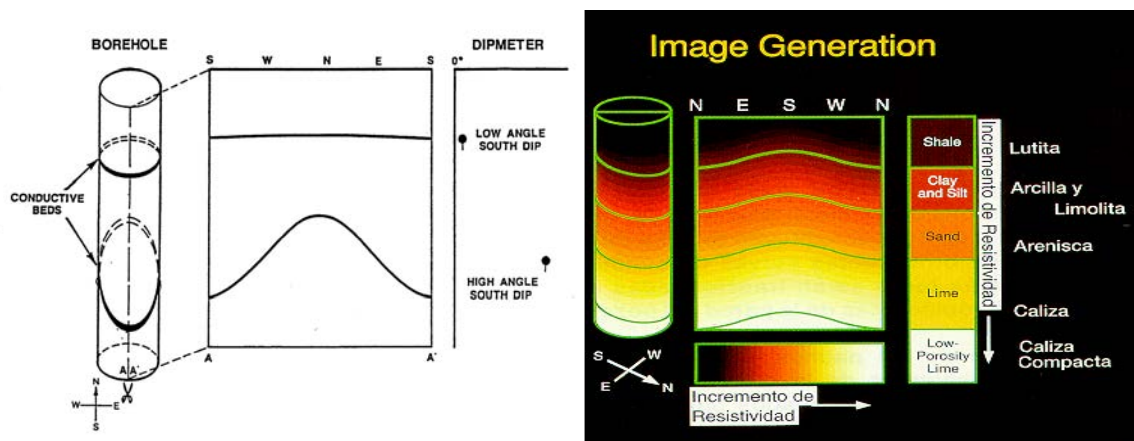 BOREHOLE
S W N E S
0°
DIPMETER
LOW ANGLE
SOUTH DIP
CONDUCTIVE
BEDS
HIGH ANGLE
SOUTH DIP
A A'
A A'
N
W E
S
Image Generation
N E S W N
Shale
Clay
and Silt
Sand
Lime
Low-
Porosity
Lime
Incremento de Resistividad
Lutita
Arcilla y
Limolita
Arenisca
Caliza
Caliza
Compacta
S W
E N
Incremento de
Resistividad